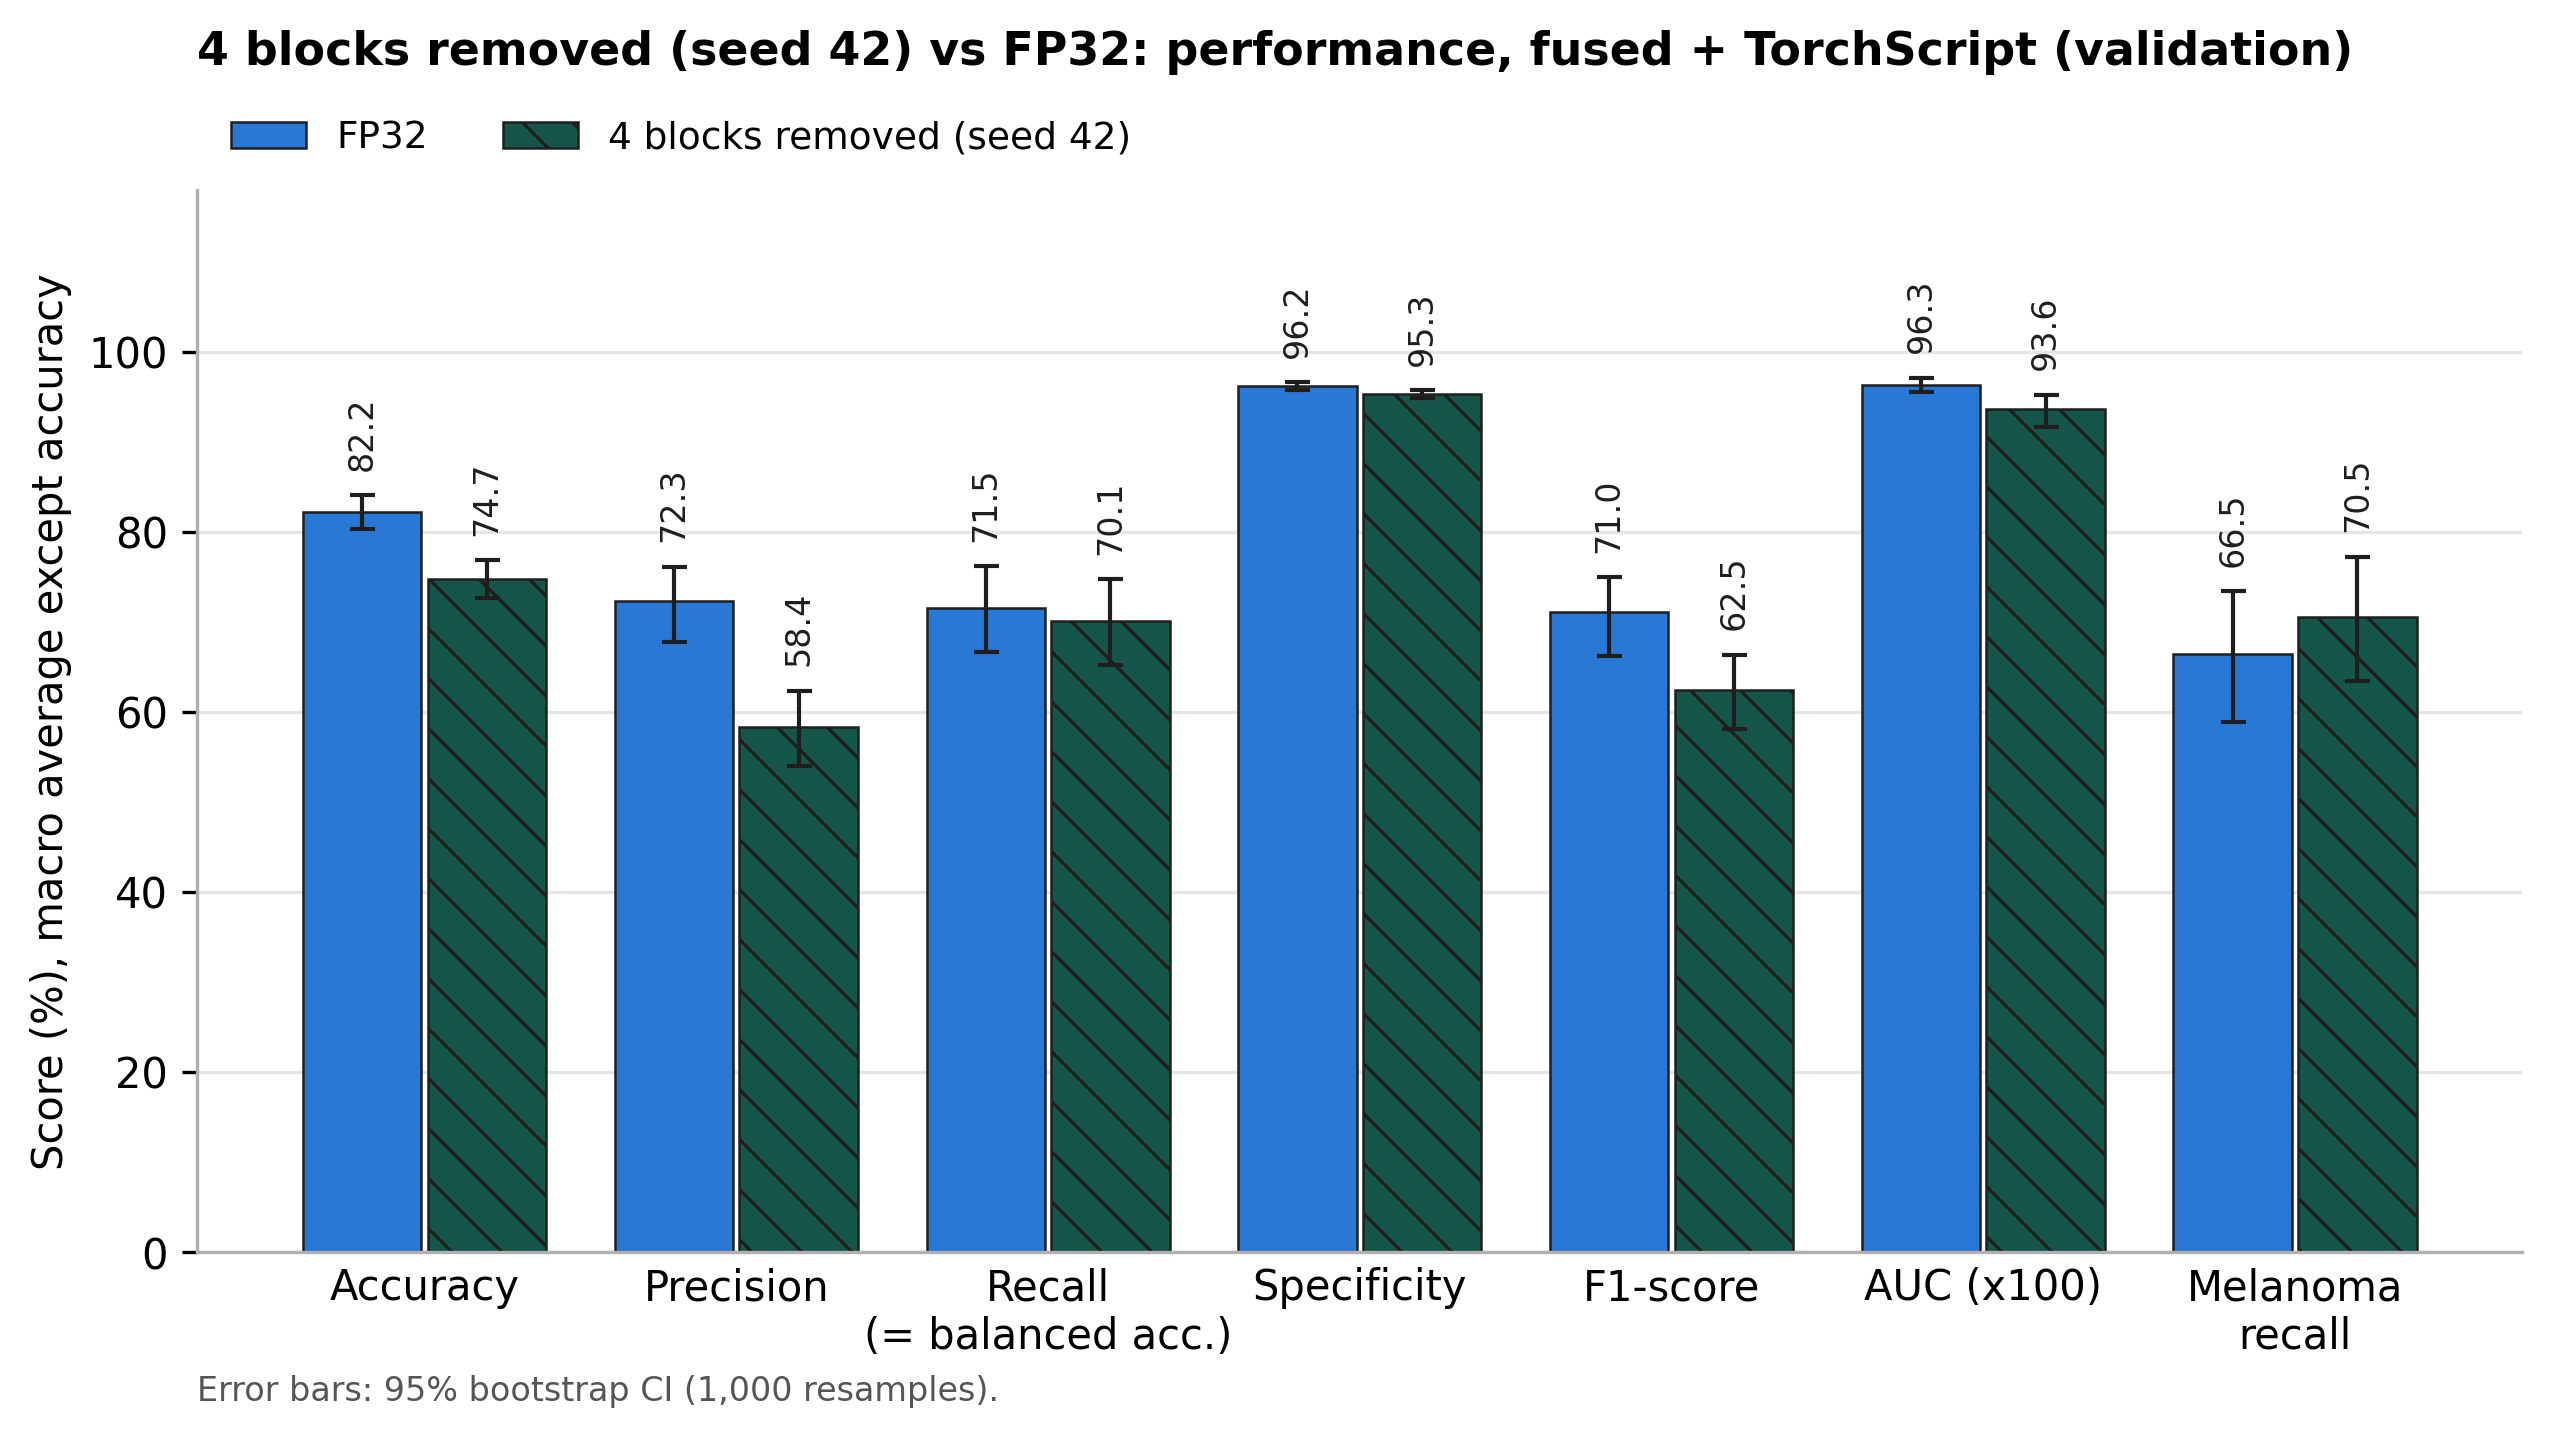 4 blocks removed (seed 42) vs FP32: performance, fused + TorchScript (validation)
FP32
4 blocks removed (seed 42)
Score (%), macro average except accuracy
100
80
60
40
20
0
82.2
74.7
72.3
58.4
71.5
70.1
96.2
95.3
71.0
62.5
96.3
93.6
66.5
70.5
Accuracy
Precision
Recall
(= balanced acc.)
Specificity
F1-score
AUC (x100)
Melanoma
recall
Error bars: 95% bootstrap CI (1,000 resamples).